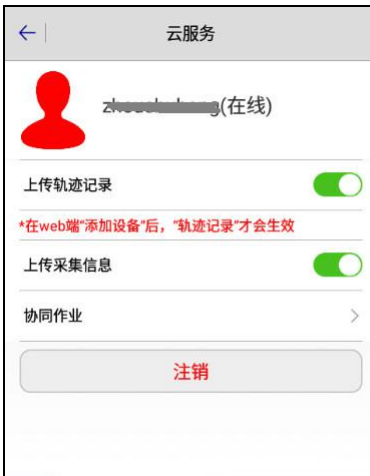 云服务
(在线)
上传轨迹记录
*在web端“添加设备”后，“轨迹记录”才会生效
上传采集信息
协同作业
注销